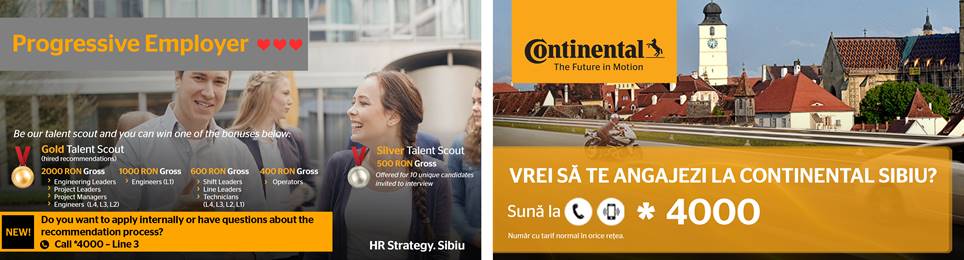 Progressive Employer
Be our talent scout and you can win one of the bonuses below:
Gold Talent Scout
(hired recommendations)
2000 RON Gross
› Engineering Leaders
› Project Leaders
› Project Managers
› Engineers (L4, L3, L2)
1000 RON Gross
› Engineers (L1)
600 RON Gross
› Shift Leaders
› Line Leaders
› Technicians
(L4, L3, L2, L1)
400 RON Gross
› Operators
Silver Talent Scout
500 RON Gross
Offered for 10 unique candidates
invited to interview
NEW!
Do you want to apply internally or have questions about the
recommendation process?
Call *4000 – Line 3
HR Strategy. Sibiu
Continental
The Future in Motion
VREI SĂ TE ANGAJEZI LA CONTINENTAL SIBIU?
Sună la * 4000
Număr cu tarif normal în orice rețea.